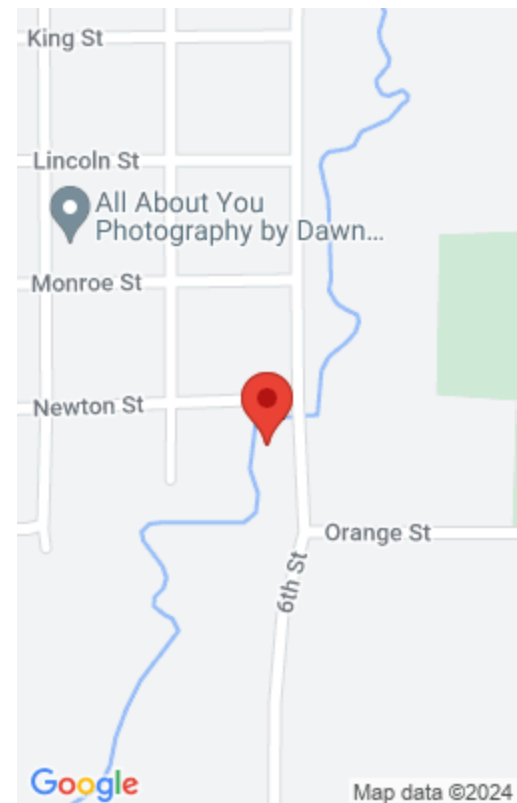 King St
Lincoln St
All About You
Photography by Dawn...
Monroe St
Newton St
Orange St
6th St
Google
Map data ©2024